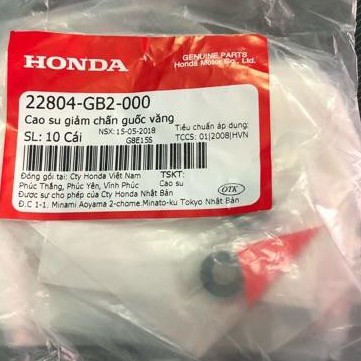 HONDA
GENUINE PARTS
Honda Motor Co., Ltd.
22804-GB2-000
Cao su giảm chấn guốc văng
SL: 10 Cái
NSX: 15-05-2018
G8E15S
Tiêu chuẩn áp dụng:
TCCS: 01|2008|HVN
Đóng gói tại: Cty Honda Việt Nam
Phúc Thắng, Phúc Yên, Vĩnh Phúc
TSKT:
Cao su
Được sự cho phép của Cty Honda Nhật Bản
OTK
Đ.C 1-1. Minami Aoyama 2-chome.Minato-ku Tokyo Nhật Bản